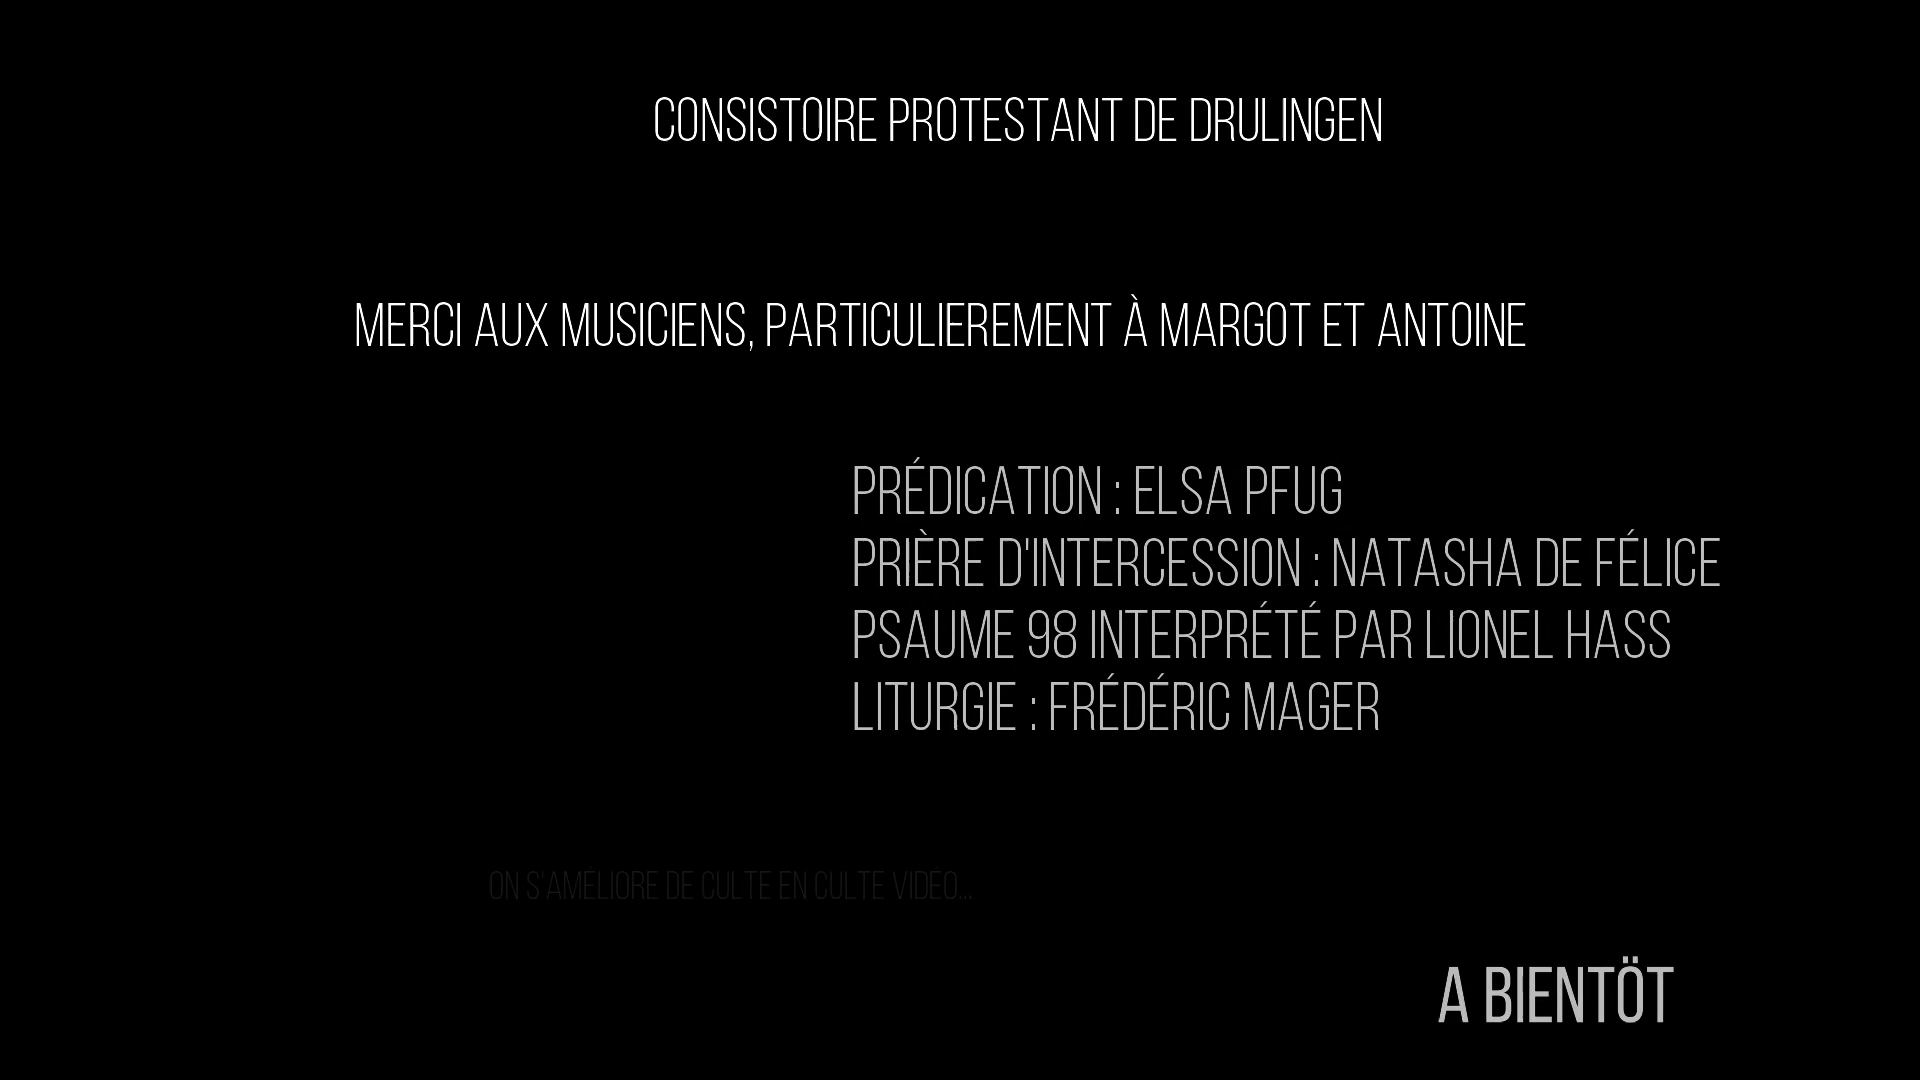 CONSISTOIRE PROTESTANT DE DRULINGEN
MERCI AUX MUSICIENS, PARTICULIEREMENT À MARGOT ET ANTOINE
PRÉDICATION : ELSA PFUG
PRIÈRE D'INTERCESSION : NATASHA DE FÉLICE
PSAUME 98 INTERPRÉTÉ PAR LIONEL HASS
LITURGIE : FRÉDÉRIC MAGER
ON S'AMÉLIORE DE CULTE EN CULTE VIDÉO...
A BIENTÖT